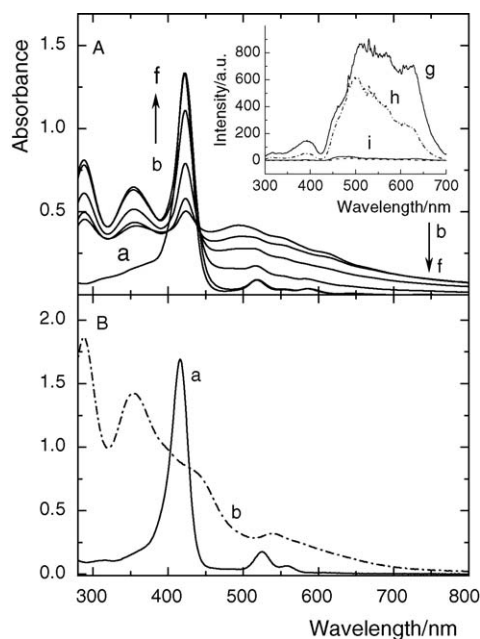 A
1.5
1.0
0.5
Absorbance
f
b
a
b
f
Intensity/a.u.
800
600
400
200
0
g
h
i
300 400 500 600 700
Wavelength/nm
B
2.0
1.5
1.0
0.5
0.0
a
b
300 400 500 600 700 800
Wavelength/nm